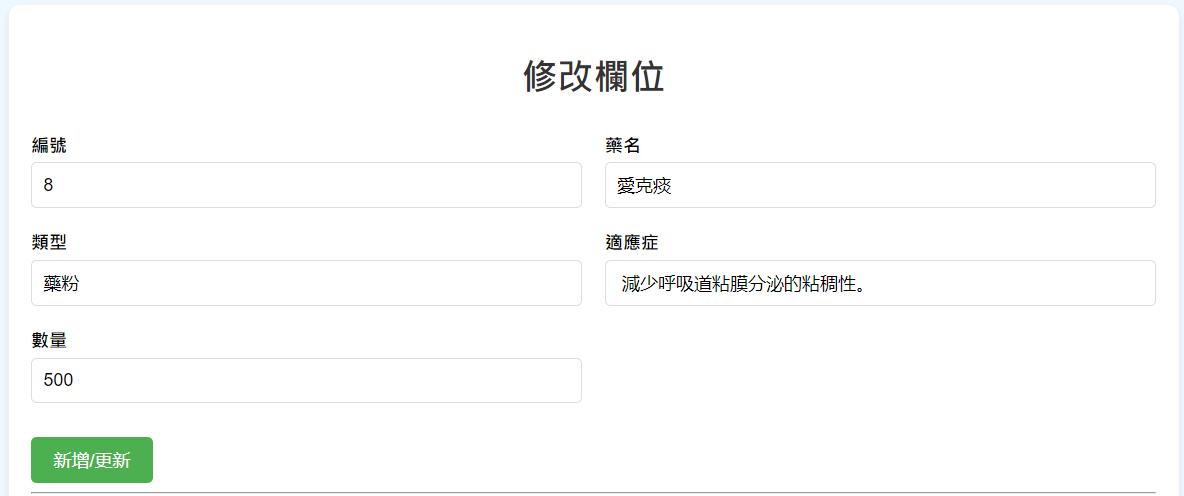 修改欄位
編號
藥名
8
愛克痰
類型
適應症
藥粉
減少呼吸道粘膜分泌的粘稠性。
數量
500
新增/更新